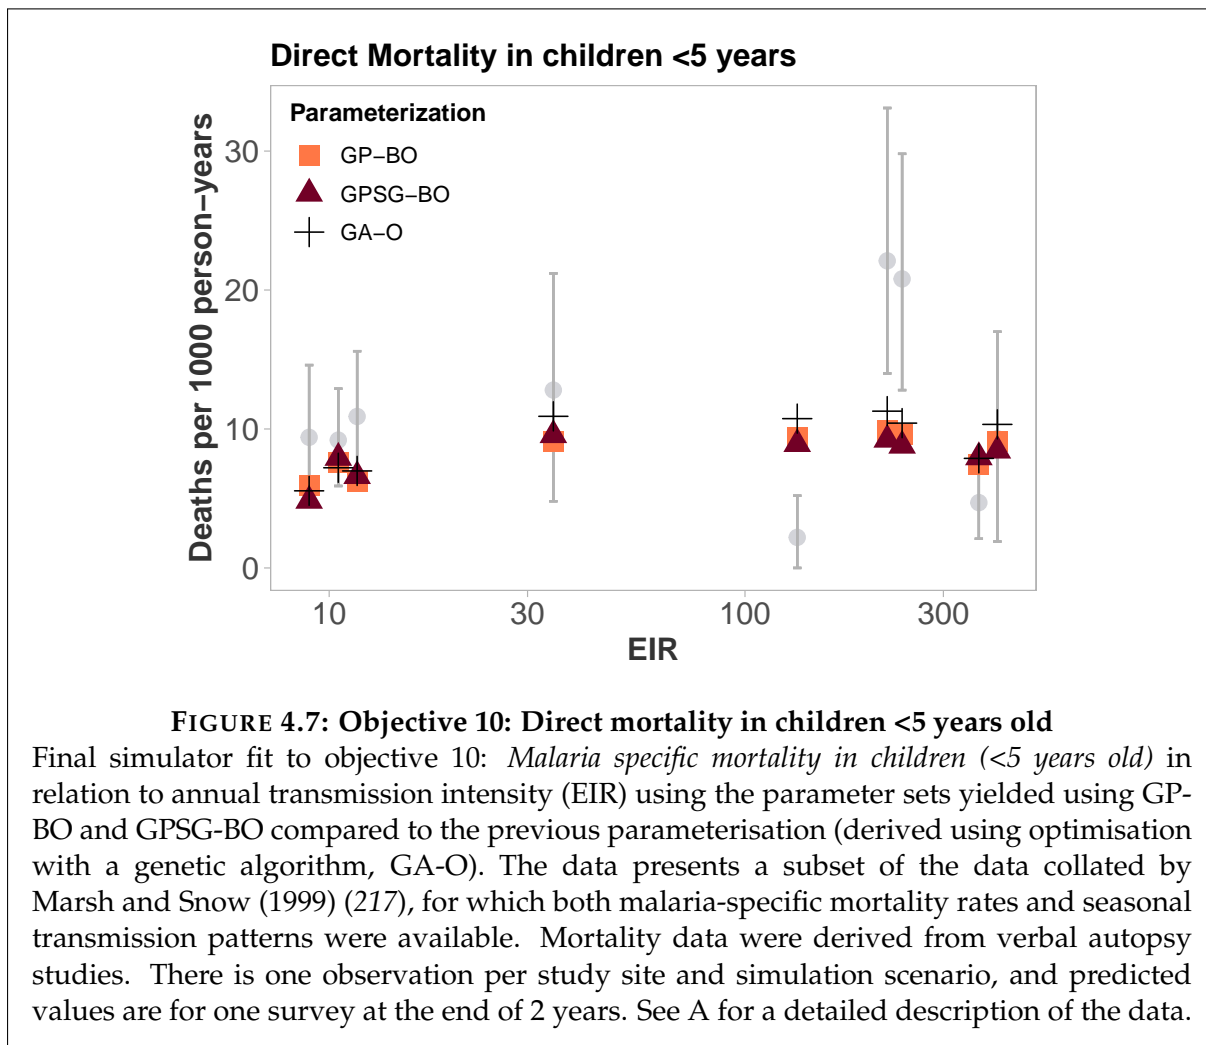 Direct Mortality in children <5 years
Deaths per 1000 person−years
30
20
10
0
Parameterization
GP−BO
GPSG−BO
GA−O
10
30
100
300
EIR
FIGURE 4.7: Objective 10: Direct mortality in children <5 years old
Final simulator fit to objective 10: Malaria specific mortality in children (<5 years old) in
relation to annual transmission intensity (EIR) using the parameter sets yielded using GP-
BO and GPSG-BO compared to the previous parameterisation (derived using optimisation
with a genetic algorithm, GA-O). The data presents a subset of the data collated by
Marsh and Snow (1999) (217), for which both malaria-specific mortality rates and seasonal
transmission patterns were available. Mortality data were derived from verbal autopsy
studies. There is one observation per study site and simulation scenario, and predicted
values are for one survey at the end of 2 years. See A for a detailed description of the data.